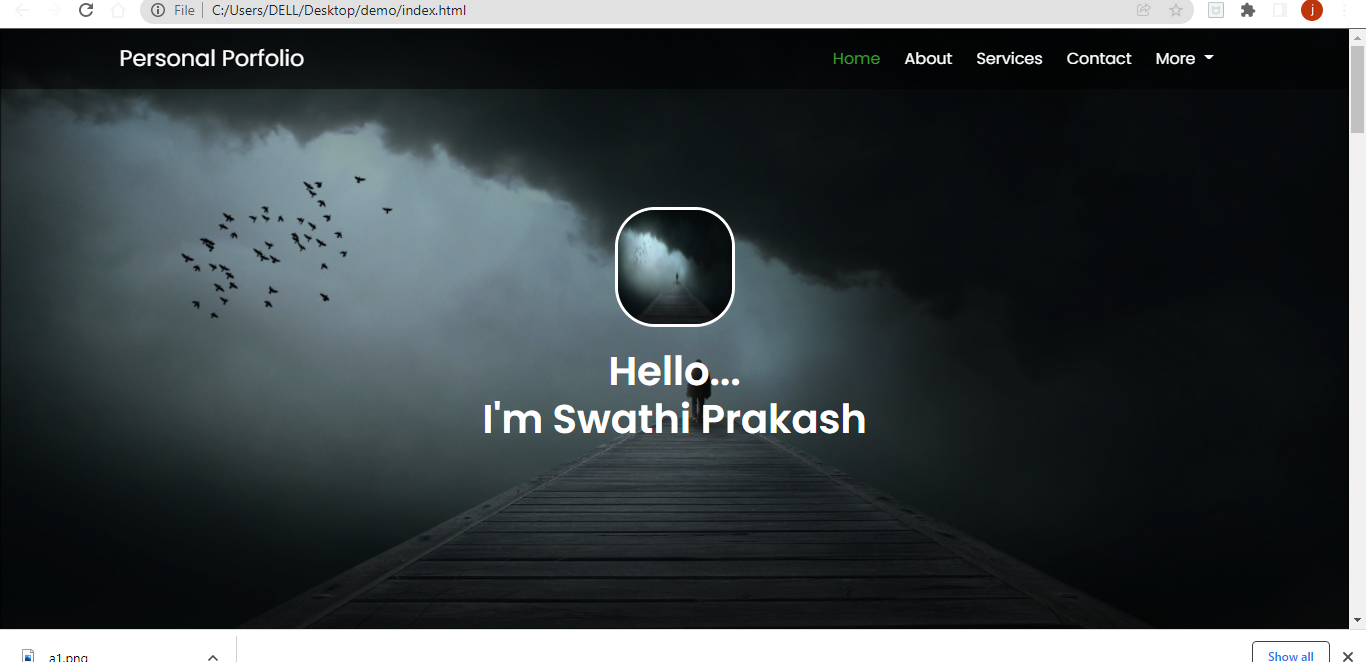 File C:/Users/DELL/Desktop/demo/index.html
j
Personal Porfolio
Home About Services Contact More
Hello...
I'm Swathi Prakash
a1.png
Show all